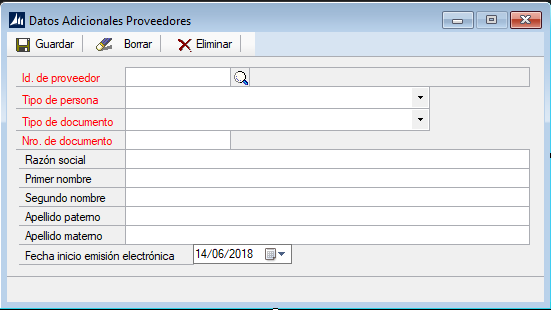 Datos Adicionales Proveedores
Guardar Borrar Eliminar
Id. de proveedor
Tipo de persona
Tipo de documento
Nro. de documento
Razón social
Primer nombre
Segundo nombre
Apellido paterno
Apellido materno
Fecha inicio emisión electrónica 14/06/2018